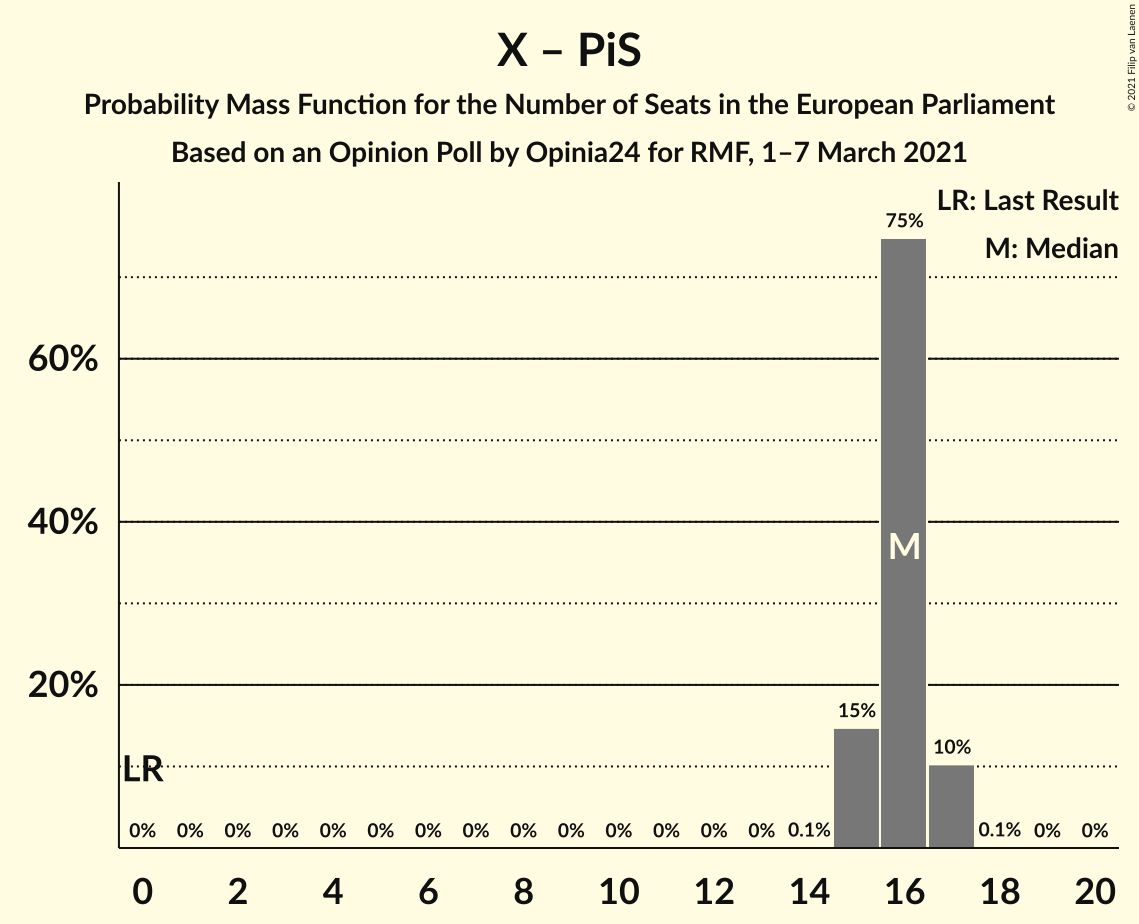 X – PiS
Probability Mass Function for the Number of Seats in the European Parliament
Based on an Opinion Poll by Opinia24 for RMF, 1–7 March 2021
© 2021 Filip van Laenen
LR: Last Result
M: Median
75%
60%
40%
M
20%
15%
10%
LR
0% 0% 0% 0% 0% 0% 0% 0% 0% 0% 0% 0% 0% 0% 0.1% 0.1% 0% 0%
0 2 4 6 8 10 12 14 16 18 20